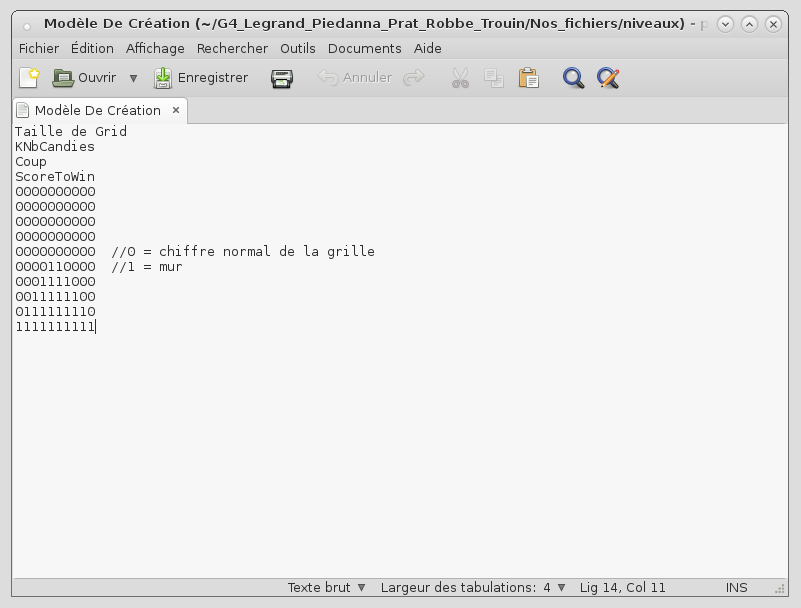 Modèle De Création (~/G4_Legrand_Piedanna_Prat_Robbe_Trouin/Nos_fichiers/niveaux) - p
Fichier Édition Affichage Rechercher Outils Documents Aide
Ouvrir Enregistrer Annuler
Modèle De Création
Taille de Grid
KNbCandies
Coup
ScoreToWin
0000000000
0000000000
0000000000
0000000000
0000000000 //0 = chiffre normal de la grille
0000110000 //1 = mur
0001111000
0011111100
0111111110
1111111111
Texte brut Largeur des tabulations: 4 Lig 14, Col 11 INS